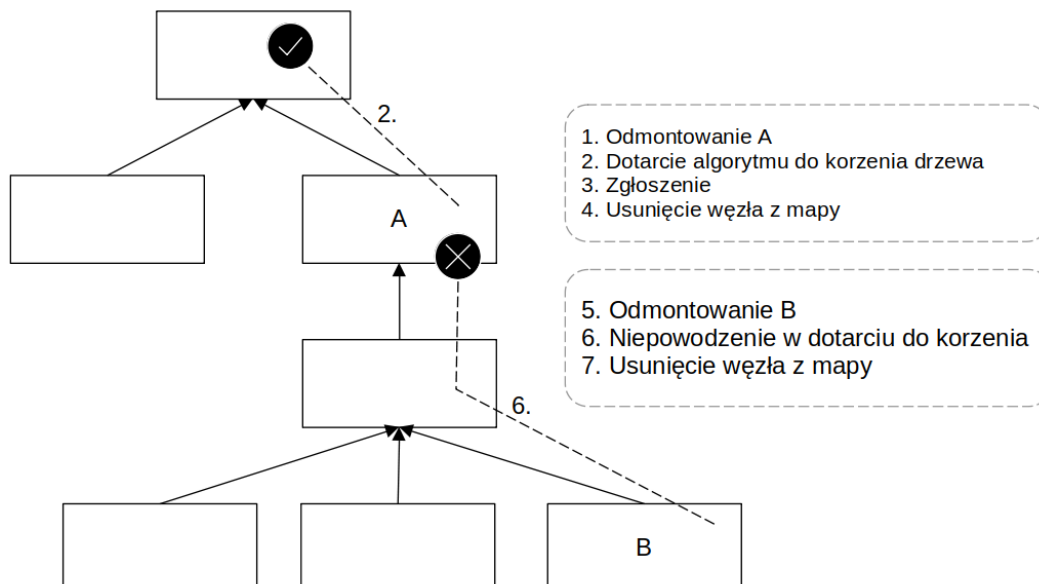 2.
1. Odmontowanie A
2. Dotarcie algorytmu do korzenia drzewa
3. Zgłoszenie
4. Usunięcie węzła z mapy
A
5. Odmontowanie B
6. Niepowodzenie w dotarciu do korzenia
7. Usunięcie węzła z mapy
6.
B